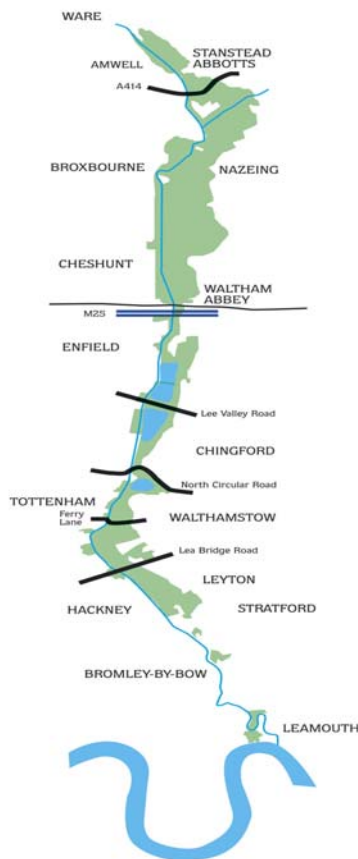 WARE
STANSTEAD
ABBOTTS
AMWELL
A414
BROXBOURNE
NAZEING
CHESHUNT
WALTHAM
ABBEY
M25
ENFIELD
Lee Valley Road
CHINGFORD
North Circular Road
TOTTENHAM
Ferry
Lane
WALTHAMSTOW
Lea Bridge Road
LEYTON
HACKNEY
STRATFORD
BROMLEY-BY-BOW
LEAMOUTH